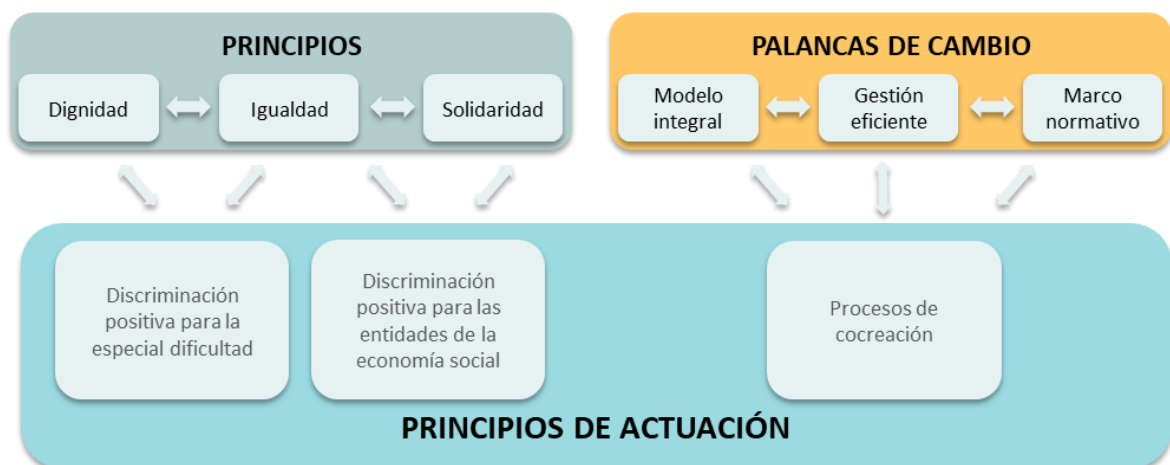 PRINCIPIOS
Dignidad
Igualdad
Solidaridad
PALANCAS DE CAMBIO
Modelo
integral
Gestión
eficiente
Marco
normativo
Discriminación
positiva para la
especial dificultad
Discriminación
positiva para las
entidades de la
economía social
Procesos de
cocreación
PRINCIPIOS DE ACTUACIÓN